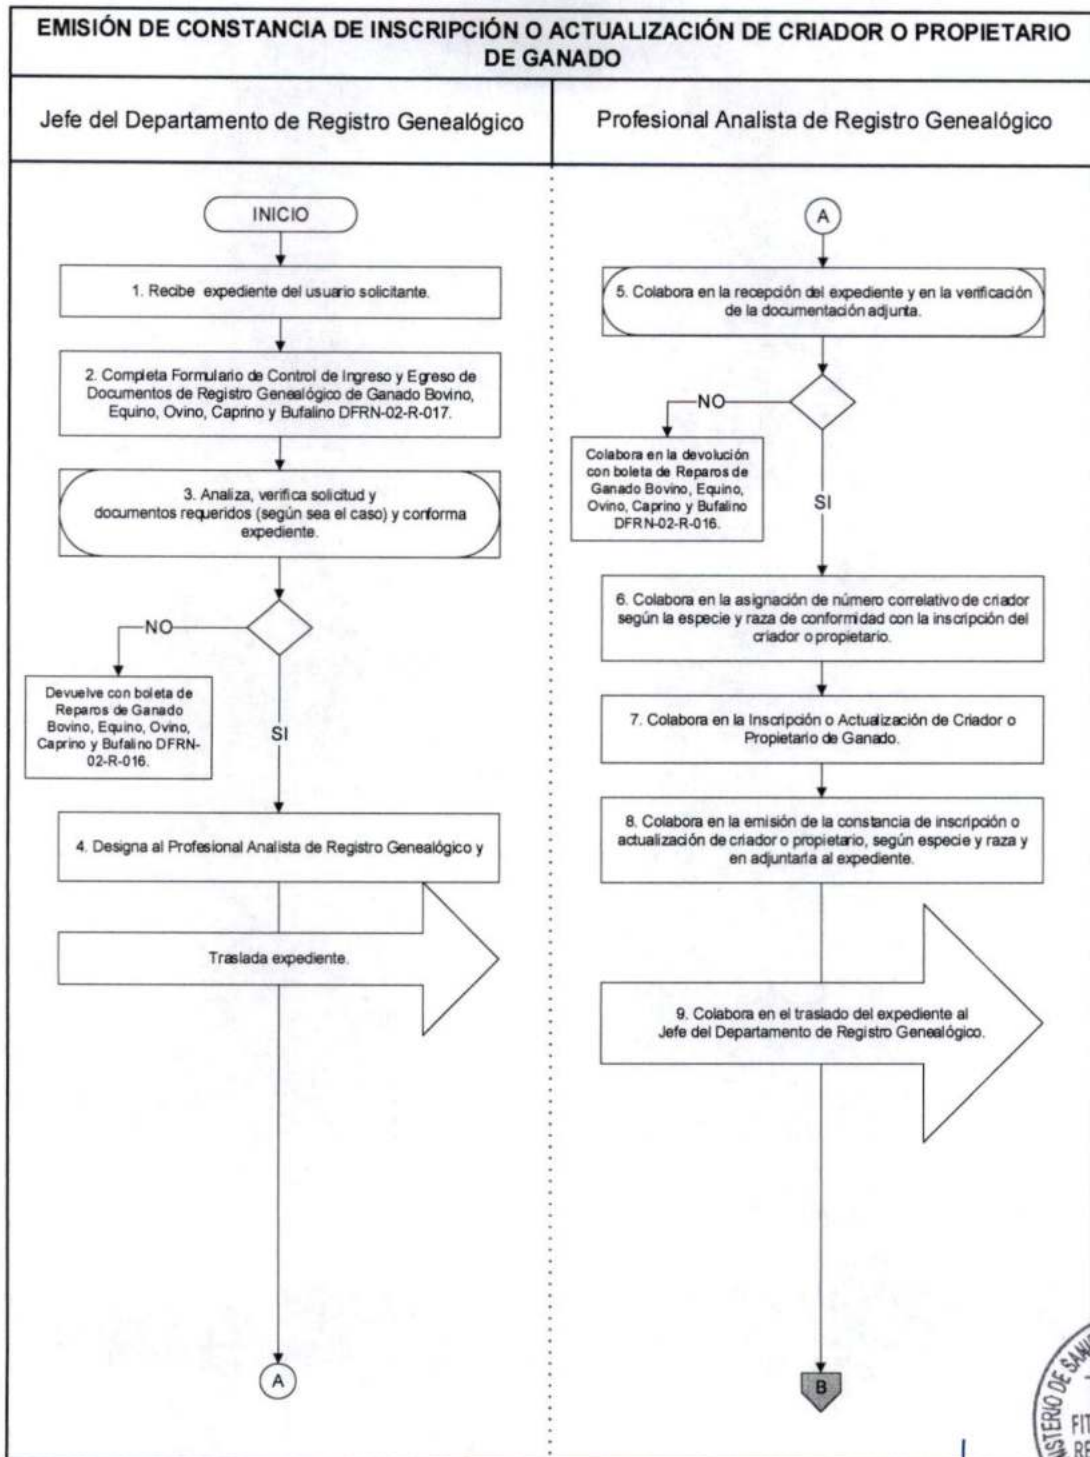 EMISIÓN DE CONSTANCIA DE INSCRIPCIÓN O ACTUALIZACIÓN DE CRIADOR O PROPIETARIO
DE GANADO
Jefe del Departamento de Registro Genealógico
Profesional Analista de Registro Genealógico
INICIO
1. Recibe expediente del usuario solicitante.
2. Completa Formulario de Control de Ingreso y Egreso de
Documentos de Registro Genealógico de Ganado Bovino,
Equino, Ovino, Caprino y Bufalino DFRN-02-R-017.
3. Analiza, verifica solicitud y
documentos requeridos (según sea el caso) y conforma
expediente.
NO
Devuelve con boleta de
Reparos de Ganado
Bovino, Equino, Ovino,
Caprino y Bufalino DFRN-
02-R-016.
SI
4. Designa al Profesional Analista de Registro Genealógico y
Traslada expediente.
A
A
5. Colabora en la recepción del expediente y en la verificación
de la documentación adjunta.
NO
Colabora en la devolución
con boleta de Reparos de
Ganado Bovino, Equino,
Ovino, Caprino y Bufalino
DFRN-02-R-016.
SI
6. Colabora en la asignación de número correlativo de criador
según la especie y raza de conformidad con la inscripción del
criador o propietario.
7. Colabora en la Inscripción o Actualización de Criador o
Propietario de Ganado.
8. Colabora en la emisión de la constancia de inscripción o
actualización de criador o propietario, según especie y raza y
en adjuntarla al expediente.
9. Colabora en el traslado del expediente al
Jefe del Departamento de Registro Genealógico.
B
DE
FIT
RE